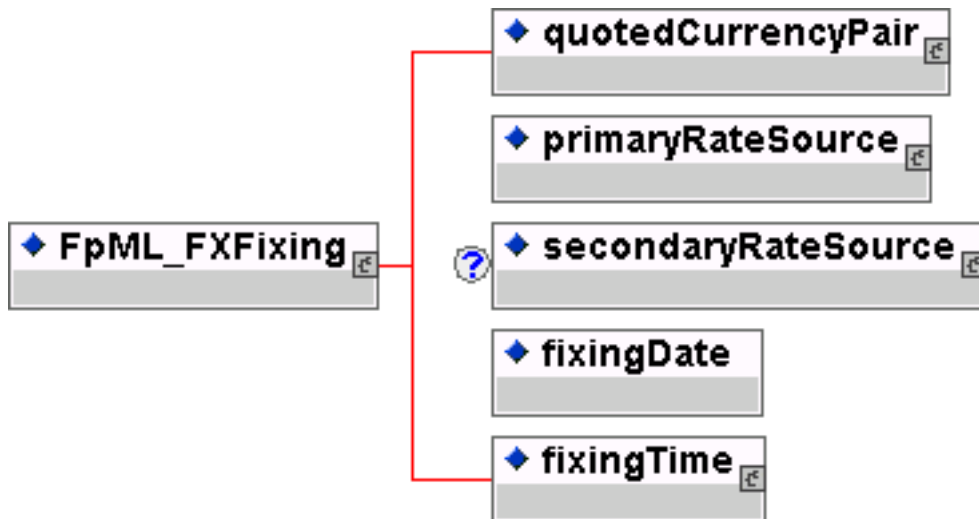 quotedCurrencyPair
primaryRateSource
FpML_FXFixing
?
secondaryRateSource
fixingDate
fixingTime